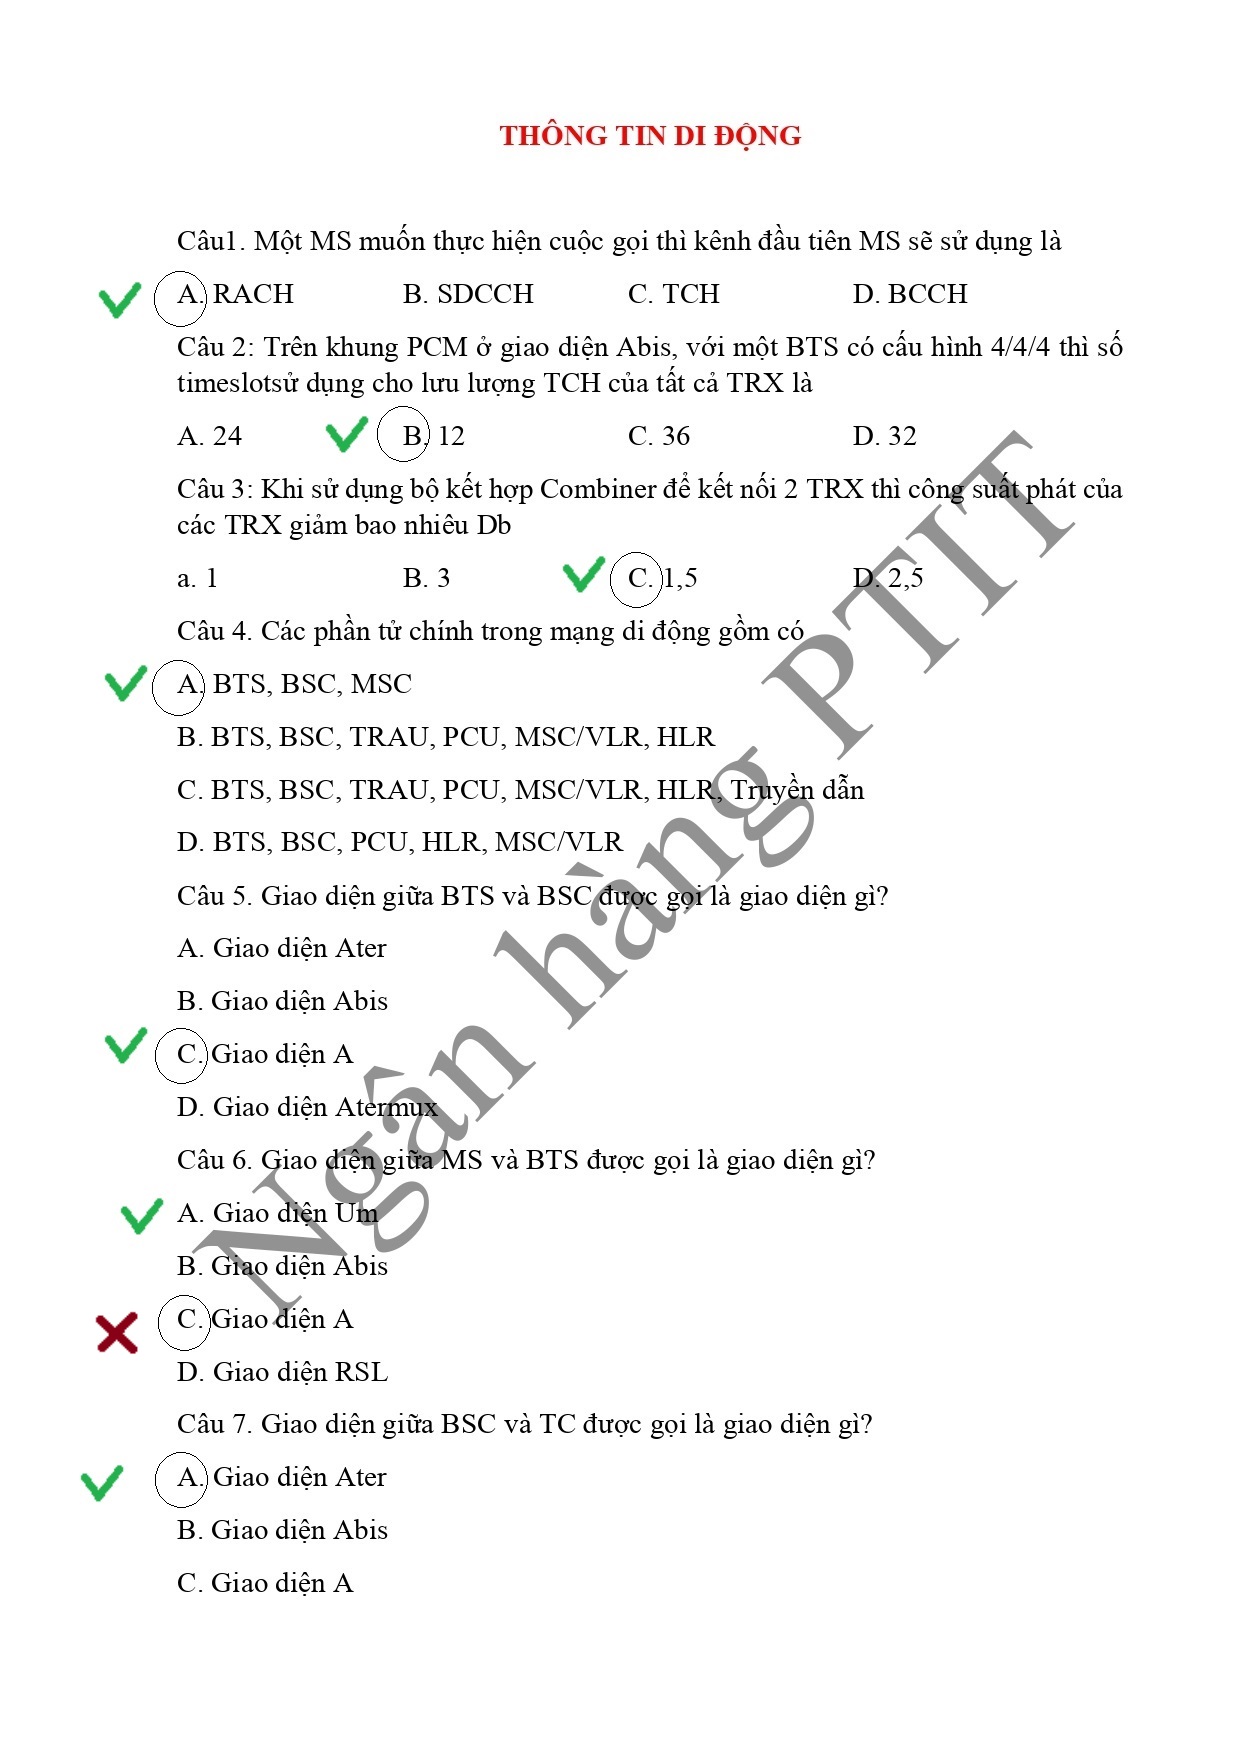 THÔNG TIN DI ĐỘNG
Câu1. Một MS muốn thực hiện cuộc gọi thì kênh đầu tiên MS sẽ sử dụng là
A. RACH B. SDCCH C. TCH D. BCCH
Câu 2: Trên khung PCM ở giao diện Abis, với một BTS có cấu hình 4/4/4 thì số
timeslotsử dụng cho lưu lượng TCH của tất cả TRX là
A. 24 B. 12 C. 36 D. 32
Câu 3: Khi sử dụng bộ kết hợp Combiner để kết nối 2 TRX thì công suất phát của
các TRX giảm bao nhiêu Db
a. 1 B. 3 C. 1,5 D. 2,5
Câu 4. Các phần tử chính trong mạng di động gồm có
A. BTS, BSC, MSC
B. BTS, BSC, TRAU, PCU, MSC/VLR, HLR
C. BTS, BSC, TRAU, PCU, MSC/VLR, HLR, Truyền dẫn
D. BTS, BSC, PCU, HLR, MSC/VLR
Câu 5. Giao diện giữa BTS và BSC được gọi là giao diện gì?
A. Giao diện Ater
B. Giao diện Abis
C. Giao diện A
D. Giao diện Atermux
Câu 6. Giao diện giữa MS và BTS được gọi là giao diện gì?
A. Giao diện Um
B. Giao diện Abis
C. Giao diện A
D. Giao diện RSL
Câu 7. Giao diện giữa BSC và TC được gọi là giao diện gì?
A. Giao diện Ater
B. Giao diện Abis
C. Giao diện A
Ngân hàng PTIT